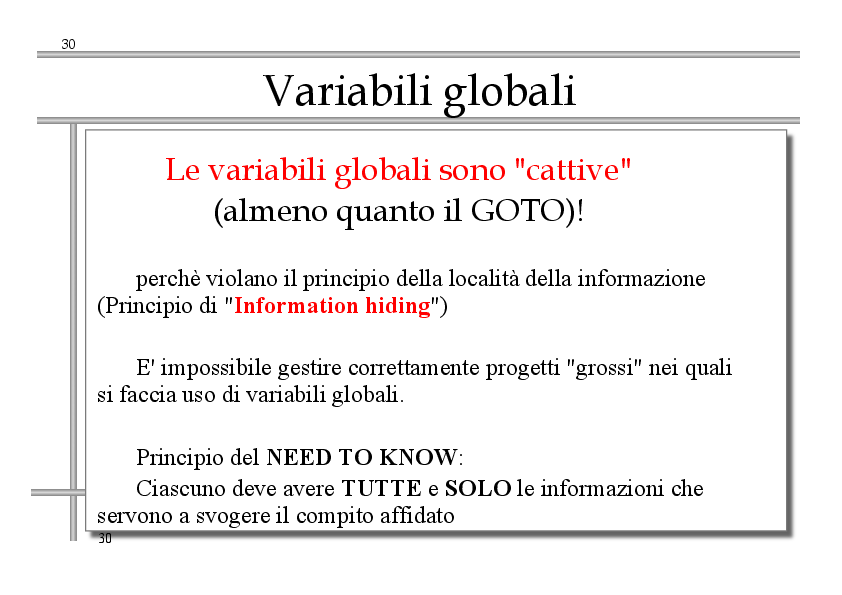 30
Variabili globali
Le variabili globali sono "cattive"
(almeno quanto il GOTO)!
perchè violano il principio della località della informazione
(Principio di "Information hiding")
E' impossibile gestire correttamente progetti "grossi" nei quali
si faccia uso di variabili globali.
Principio del NEED TO KNOW:
Ciascuno deve avere TUTTE e SOLO le informazioni che
servono a svogere il compito affidato
30